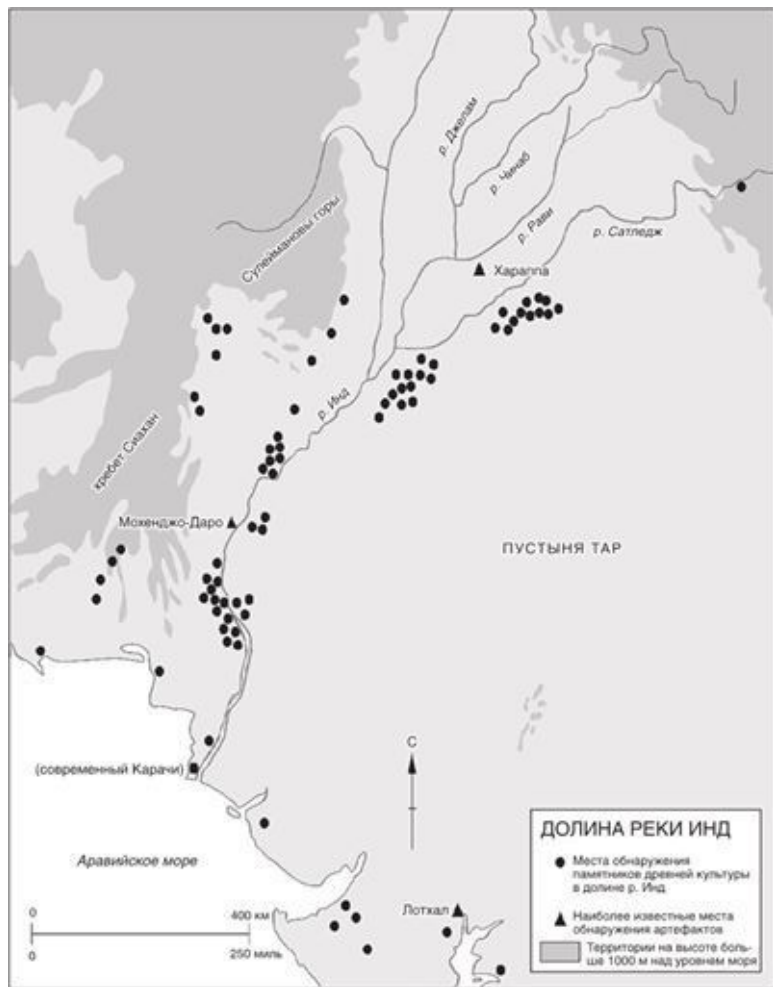 р. Джелам
р. Чинаб
р. Рави
р. Сатледж
Сулеймановы горы
Хараппа
р. Инд
хребет Сиахан
Мохенджо-Даро
ПУСТЫНЯ ТАР
С
(современный Карачи)
Аравийское море
Лотхал
0
400 км
0
250 миль
ДОЛИНА РЕКИ ИНД
Места обнаружения
памятников древней культуры
в долине р. Инд
Наиболее известные места
обнаружения артефактов
Территории на высоте боль-
ше 1000 м над уровнем моря